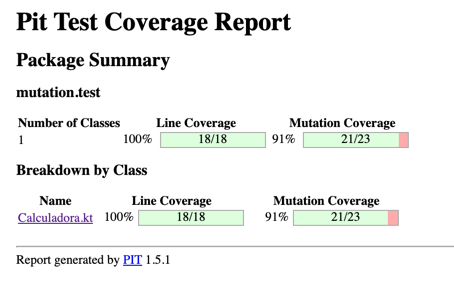 Pit Test Coverage Report
Package Summary
mutation.test
Number of Classes Line Coverage Mutation Coverage
1 100% 18/18 91% 21/23
Breakdown by Class
Name Line Coverage Mutation Coverage
Calculadora.kt 100% 18/18 91% 21/23
Report generated by PIT 1.5.1